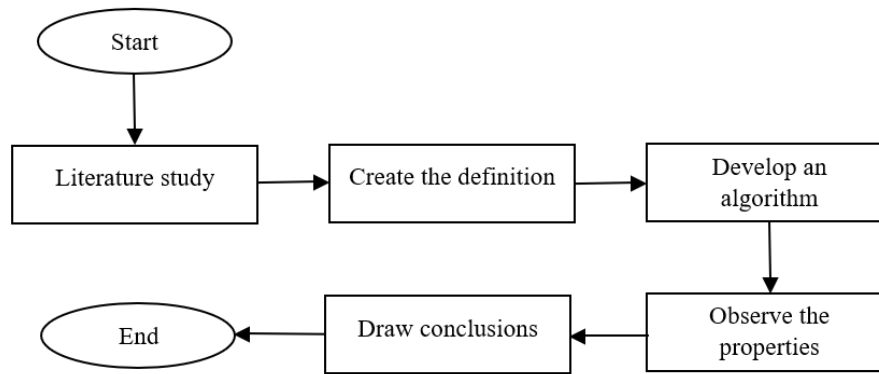 Start
Literature study
Create the definition
Develop an
algorithm
Observe the
properties
Draw conclusions
End